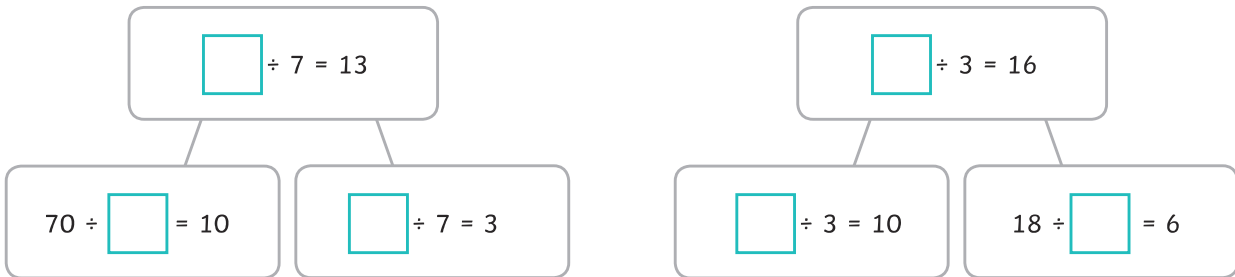 ÷ 7 = 13
÷ 3 = 16
70 ÷ = 10
÷ 7 = 3
÷ 3 = 10
18 ÷ = 6